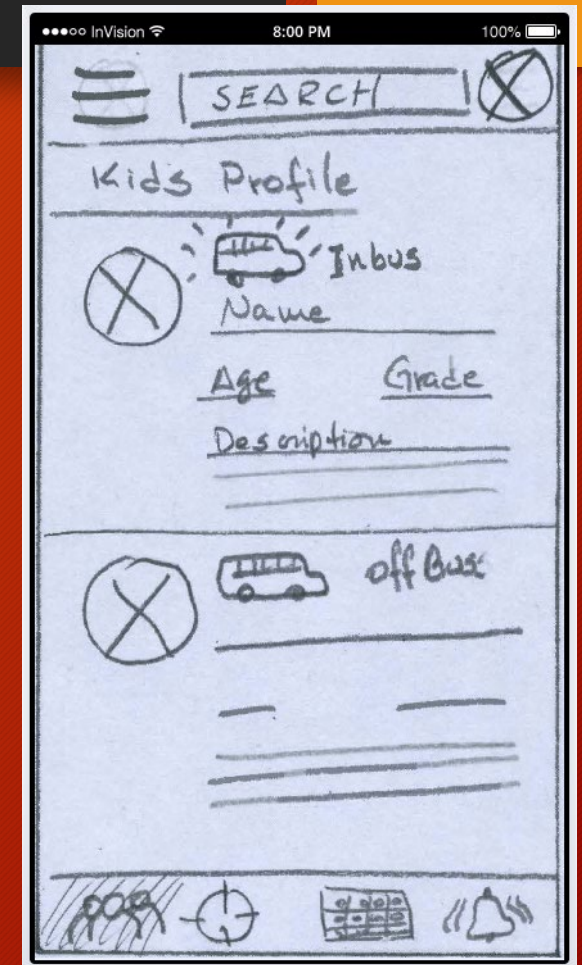 ●●●○○ InVision 8:00 PM 100%
SEARCH
Kids Profile
Inbus
Name
Age Grade
Description
off Bus